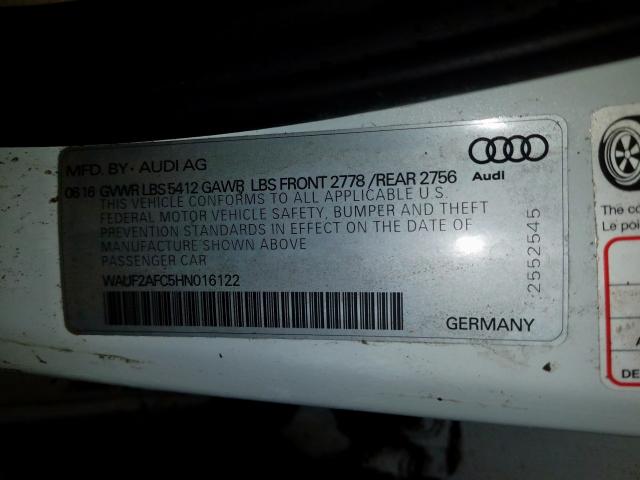 MFD. BY · AUDI AG
Audi
0616 GVWR LBS 5412 GAWR LBS FRONT 2778 /REAR 2756
THIS VEHICLE CONFORMS TO ALL APPLICABLE U.S.
FEDERAL MOTOR VEHICLE SAFETY, BUMPER AND THEFT
PREVENTION STANDARDS IN EFFECT ON THE DATE OF
MANUFACTURE SHOWN ABOVE
PASSENGER CAR
WAUF2AFC5HN016122
GERMANY
2552545
The co
Le poi
A
DE